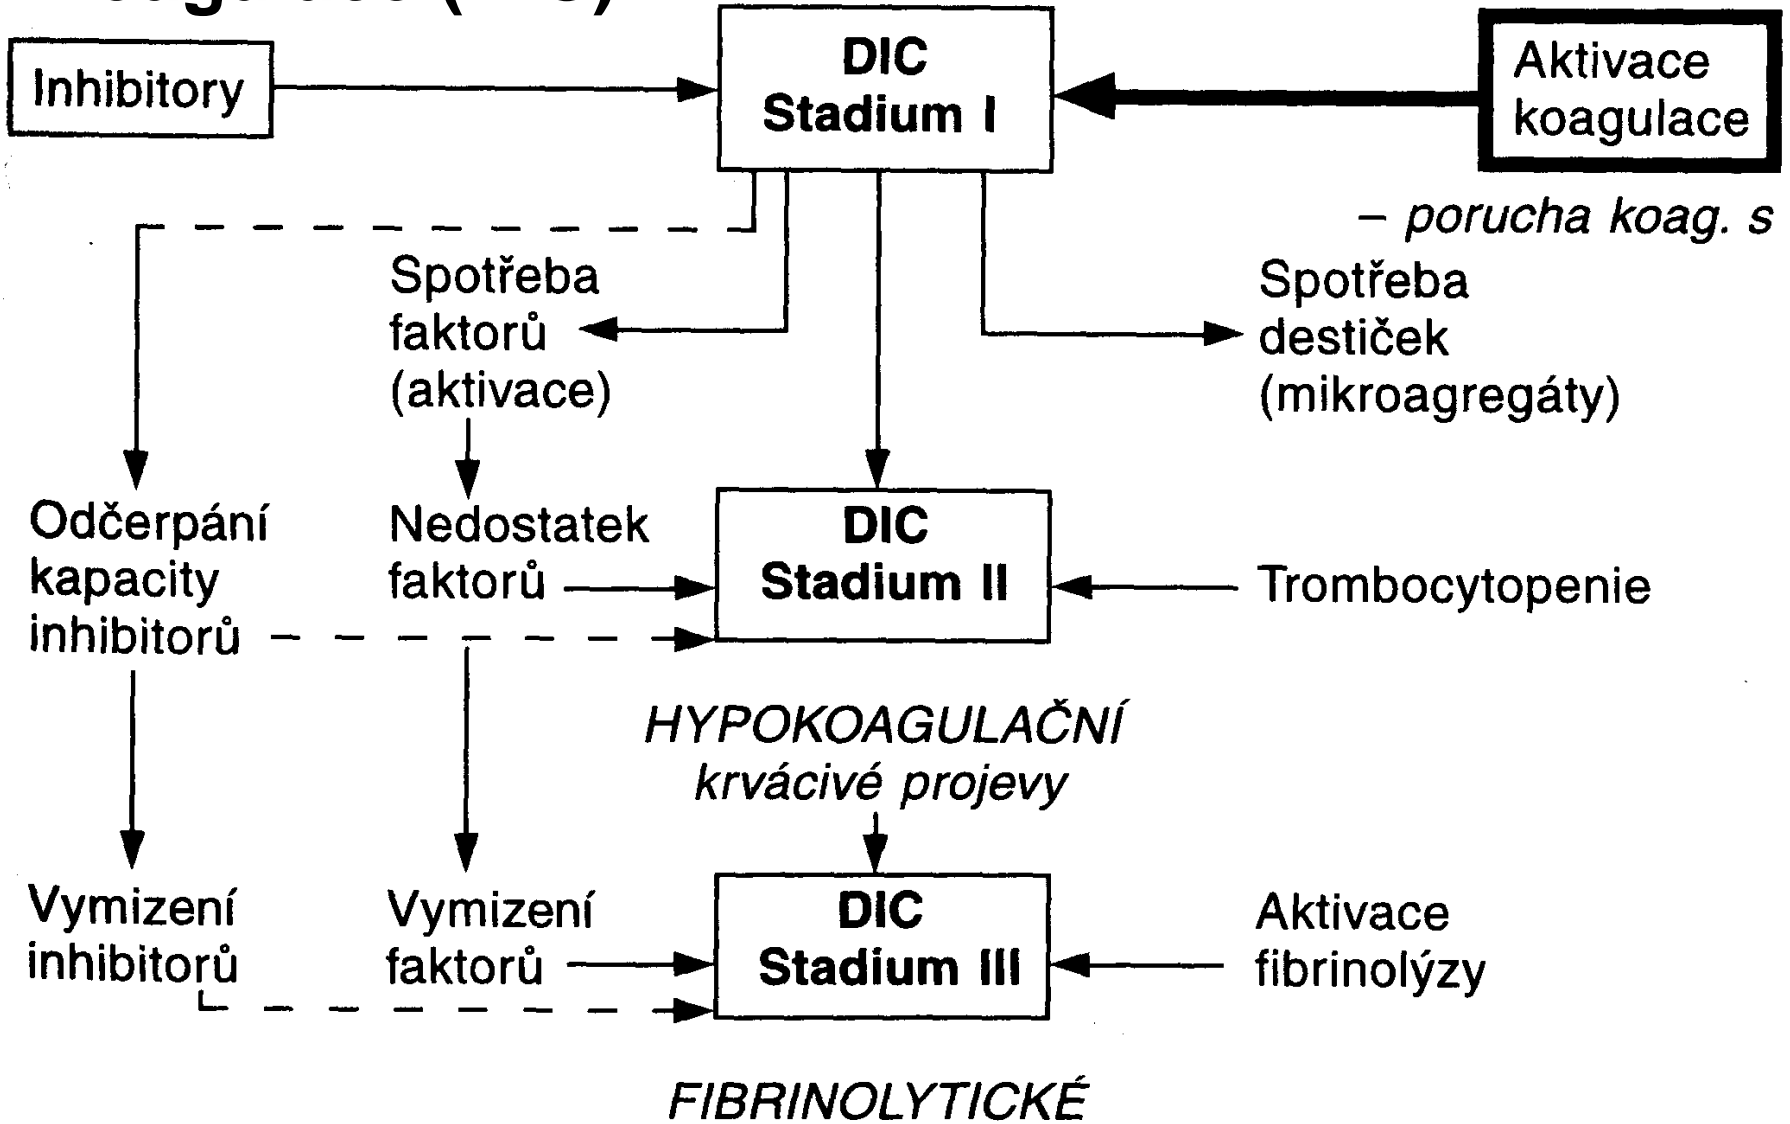 Inhibitory
DIC
Stadium I
Aktivace
koagulace
– porucha koag. s
Spotřeba
faktorů
(aktivace)
Spotřeba
destiček
(mikroagregáty)
Odčerpání
kapacity
inhibitorů
Nedostatek
faktorů
DIC
Stadium II
Trombocytopenie
HYPOKOAGULAČNÍ
krvácivé projevy
Vymizení
inhibitorů
Vymizení
faktorů
DIC
Stadium III
Aktivace
fibrinolýzy
FIBRINOLYTICKÉ